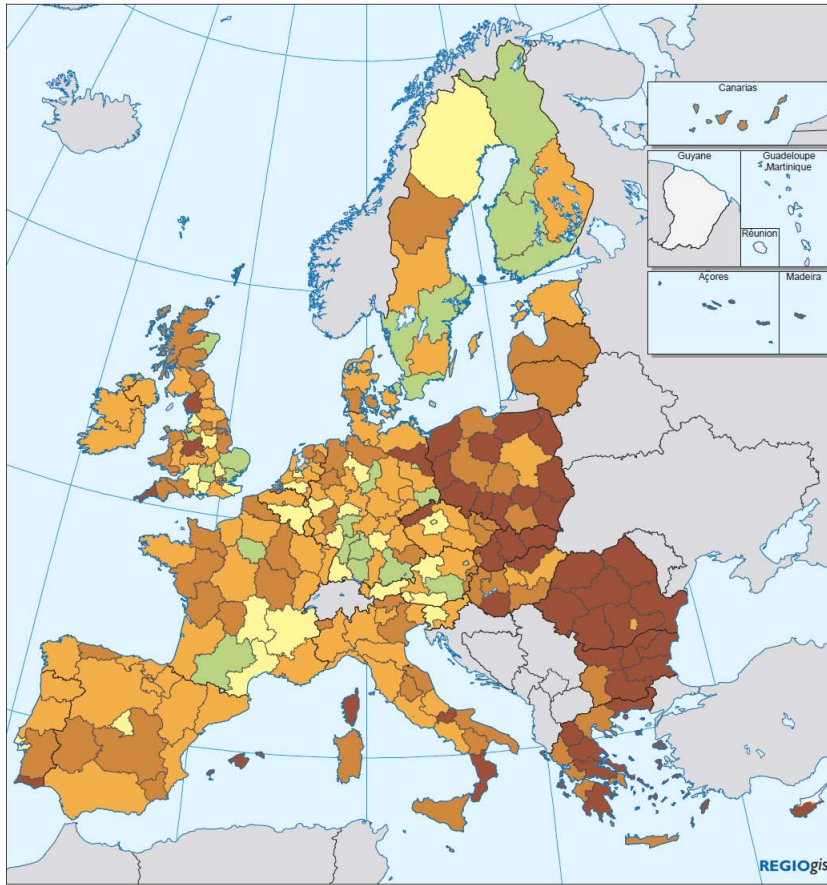 Canarias
Guyane
Guadeloupe
Martinique
Réunion
Açores
Madeira
REGIOgis